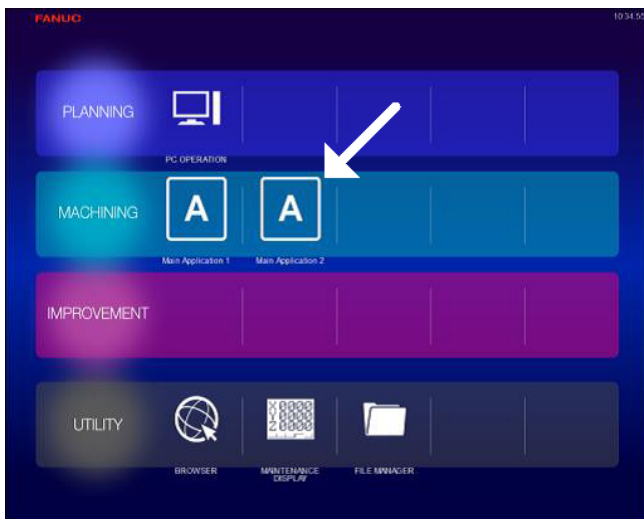 FANUC
10:34:55
PLANNING
PC OPERATION
MACHINING
A
A
Main Application 1
Main Application 2
IMPROVEMENT
UTILITY
BROWSER
MAINTENANCE
DISPLAY
FILE MANAGER